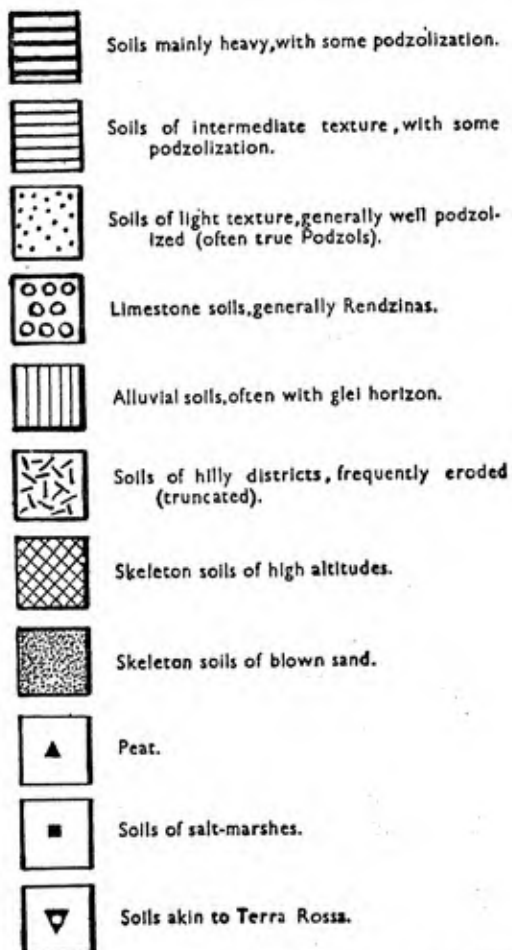 Soils mainly heavy,with some podzolization.
Soils of intermediate texture,with some
podzolization.
Soils of light texture,generally well podzol-
ized (often true Podzols).
Limestone soils,generally Rendzinas.
Alluvial soils,often with glei horizon.
Soils of hilly districts, frequently eroded
(truncated).
Skeleton soils of high altitudes.
Skeleton soils of blown sand.
Peat.
Soils of salt-marshes.
Soils akin to Terra Rossa.